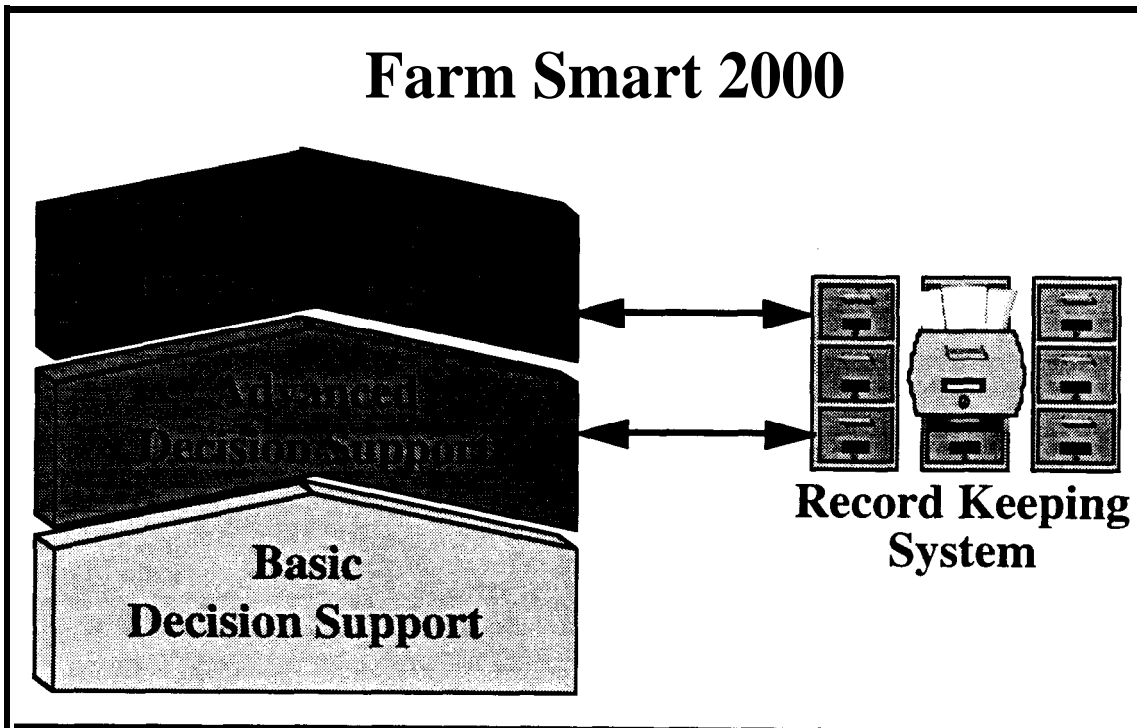 Farm Smart 2000
Advanced
Decision Support
Basic
Decision Support
Record Keeping
System